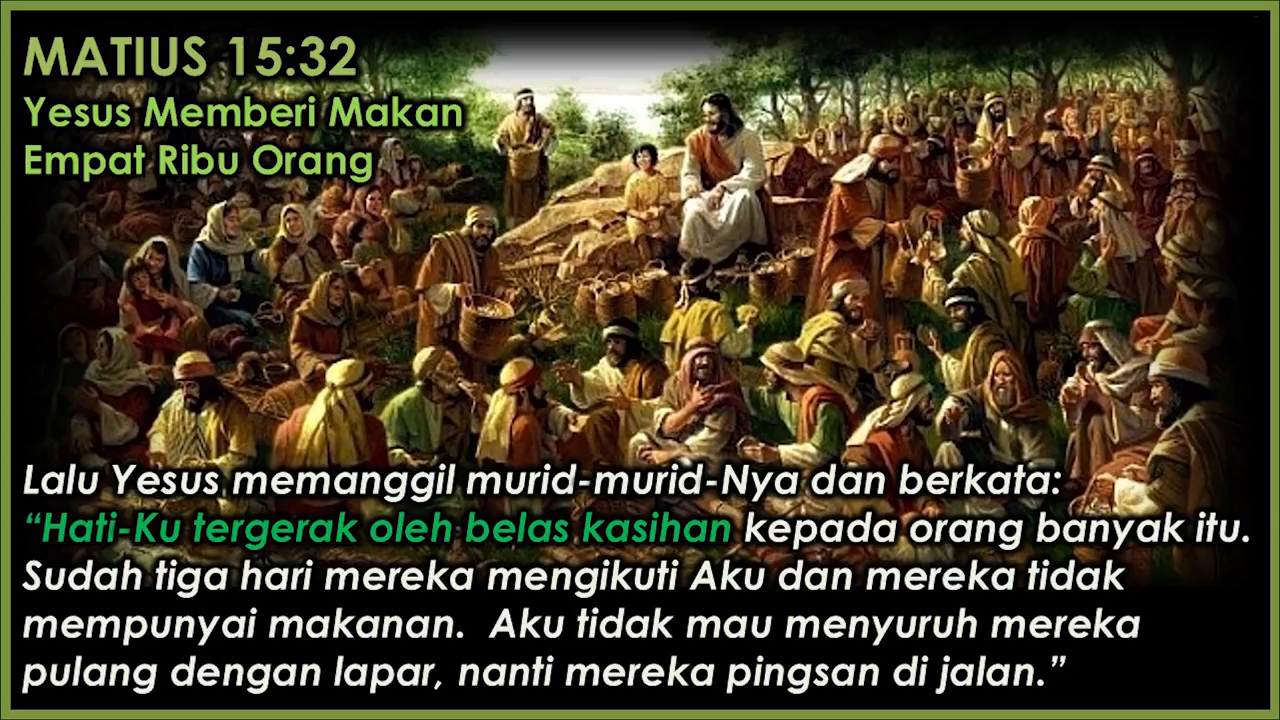 MATIUS 15:32
Yesus Memberi Makan
Empat Ribu Orang
Lalu Yesus memanggil murid-murid-Nya dan berkata:
“Hati-Ku tergerak oleh belas kasihan kepada orang banyak itu.
Sudah tiga hari mereka mengikuti Aku dan mereka tidak
mempunyai makanan.  Aku tidak mau menyuruh mereka
pulang dengan lapar, nanti mereka pingsan di jalan.”